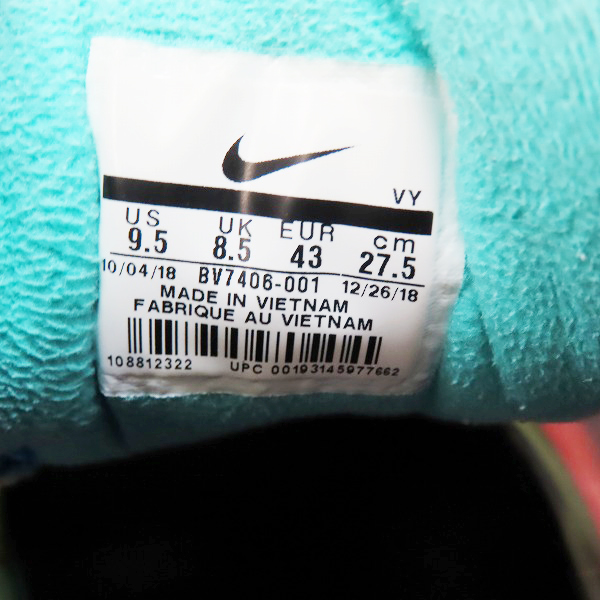 VY
US UK EUR cm
9.5 8.5 43 27.5
10/04/18 BV7406-001 12/26/18
MADE IN VIETNAM
FABRIQUE AU VIETNAM
108812322 UPC 00193145977662